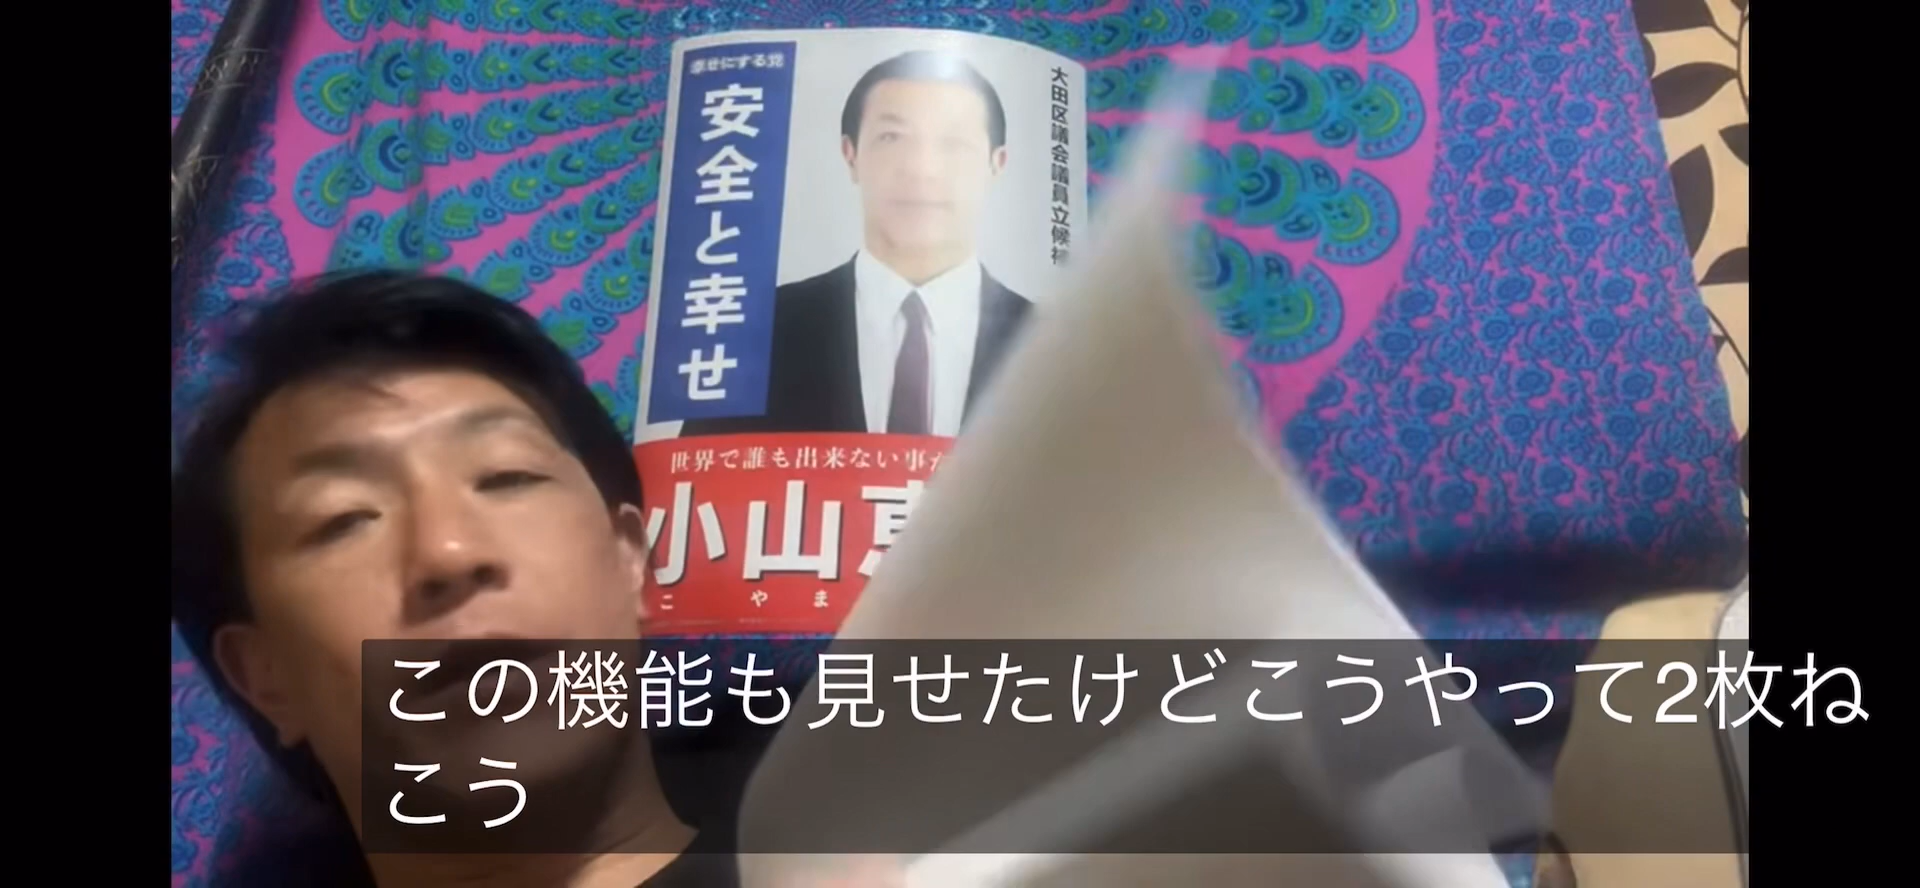 幸せにする党
安全と幸せ
大田区議会議員立候補
世界で誰も出来ない事
小山恵
こ や ま
この機能も見せたけどこうやって2枚ね
こう